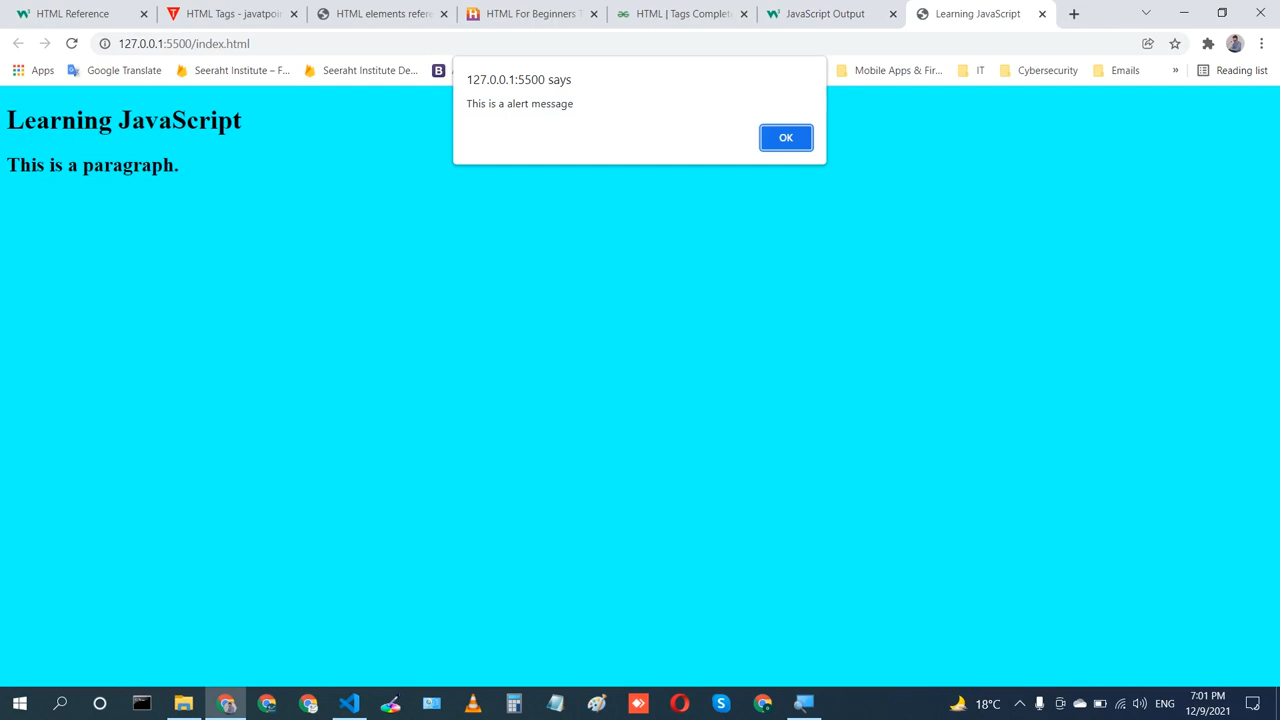 HTML Reference
HTML Tags - javatpoi
HTML elements refere
HTML For Beginners T
HTML | Tags Complete
JavaScript Output
Learning JavaScript
127.0.0.1:5500/index.html
Apps
Google Translate
Seeraht Institute – F...
Seeraht Institute De...
Mobile Apps & Fir...
IT
Cybersecurity
Emails
»
Reading list
127.0.0.1:5500 says
This is a alert message
OK
Learning JavaScript
This is a paragraph.
18°C
ENG
7:01 PM
12/9/2021